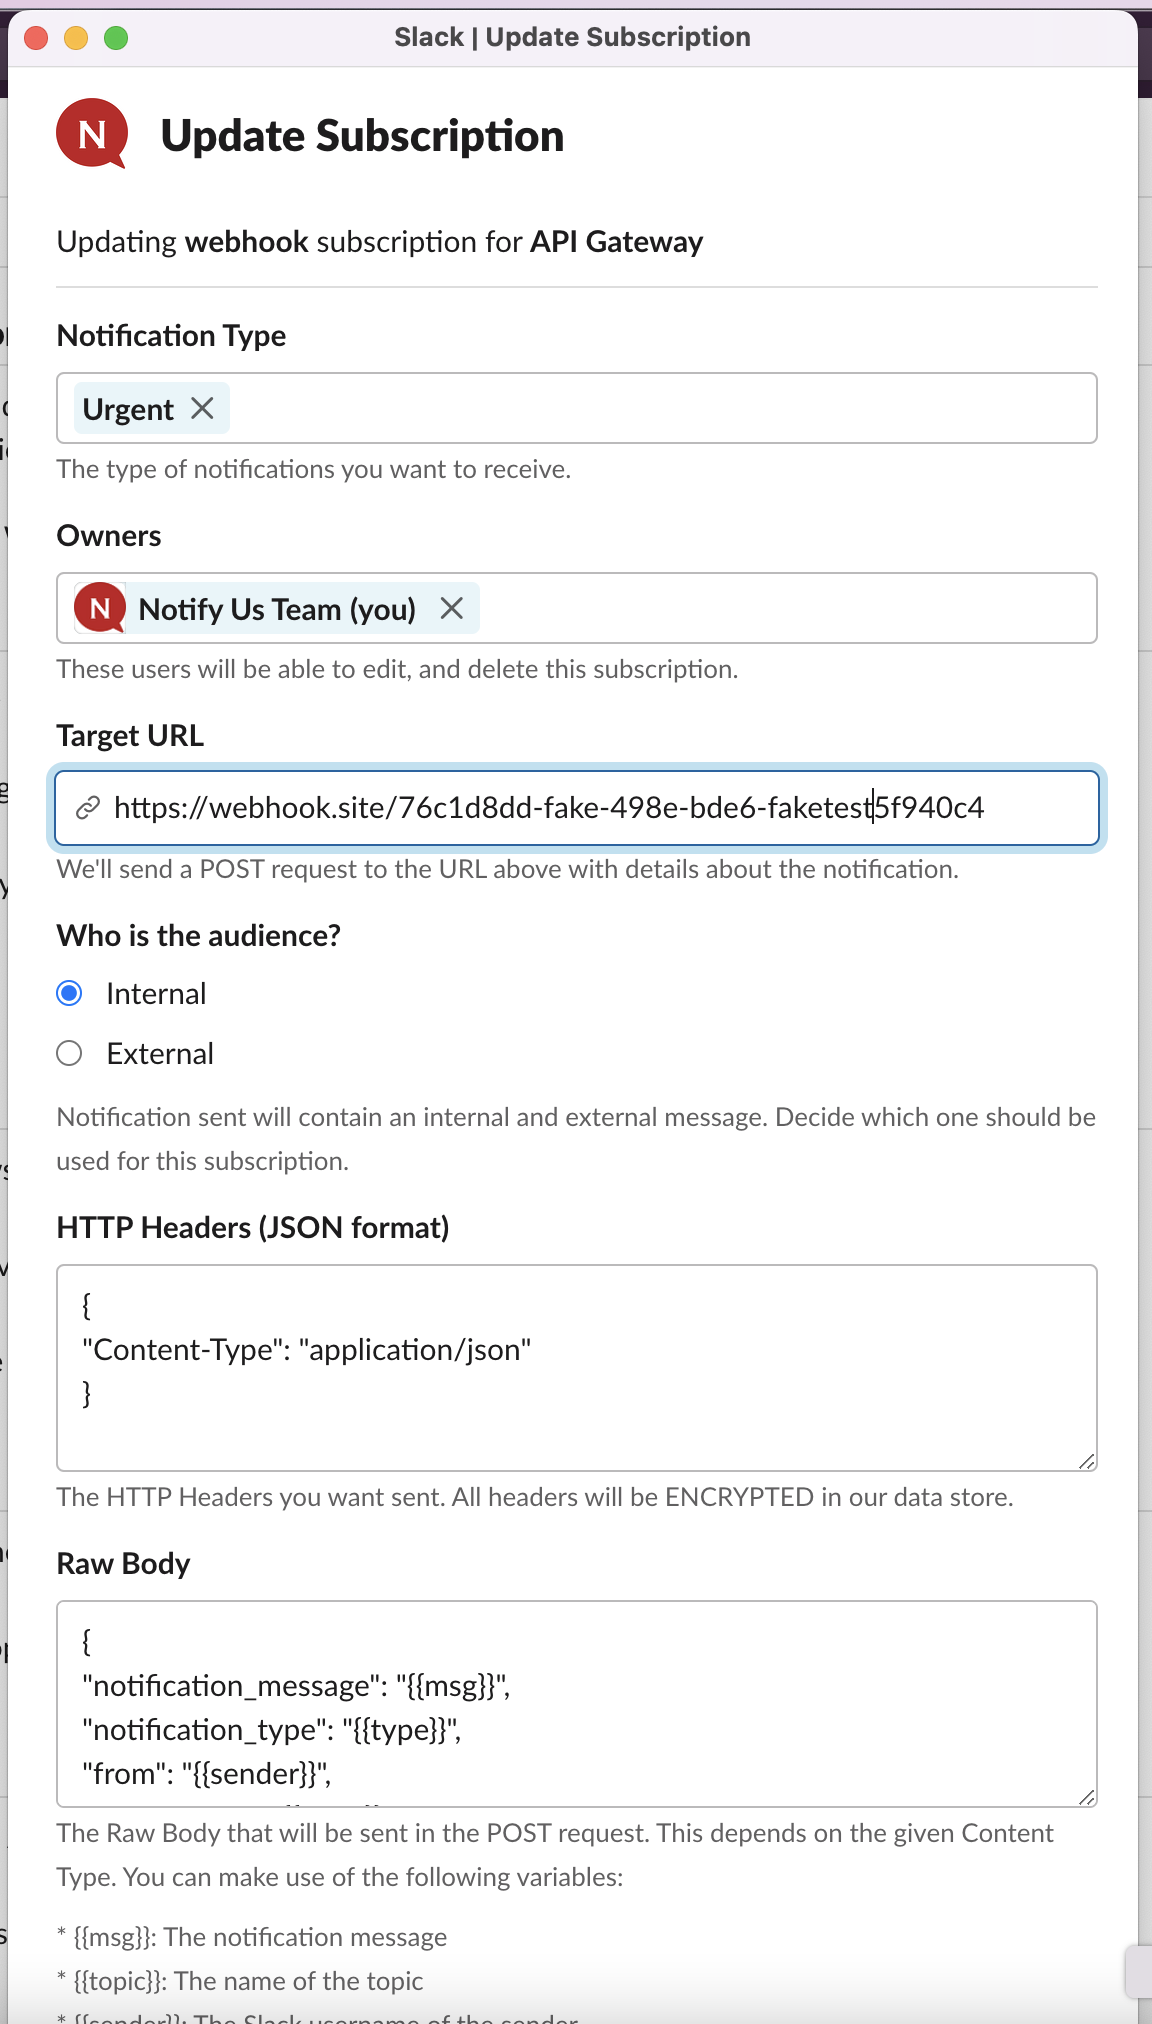 Slack | Update Subscription
N
Update Subscription
Updating webhook subscription for API Gateway
Notification Type
Urgent
The type of notifications you want to receive.
Owners
N Notify Us Team (you)
These users will be able to edit, and delete this subscription.
Target URL
https://webhook.site/76c1d8dd-fake-498e-bde6-faketest5f940c4
We'll send a POST request to the URL above with details about the notification.
Who is the audience?
Internal
External
Notification sent will contain an internal and external message. Decide which one should be
used for this subscription.
HTTP Headers (JSON format)
{
"Content-Type": "application/json"
}
The HTTP Headers you want sent. All headers will be ENCRYPTED in our data store.
Raw Body
{
"notification_message": "{{msg}}",
"notification_type": "{{type}}",
"from": "{{sender}}",
The Raw Body that will be sent in the POST request. This depends on the given Content
Type. You can make use of the following variables:
* {{msg}}: The notification message
* {{topic}}: The name of the topic
* {{sender}}: The Slack username of the sender